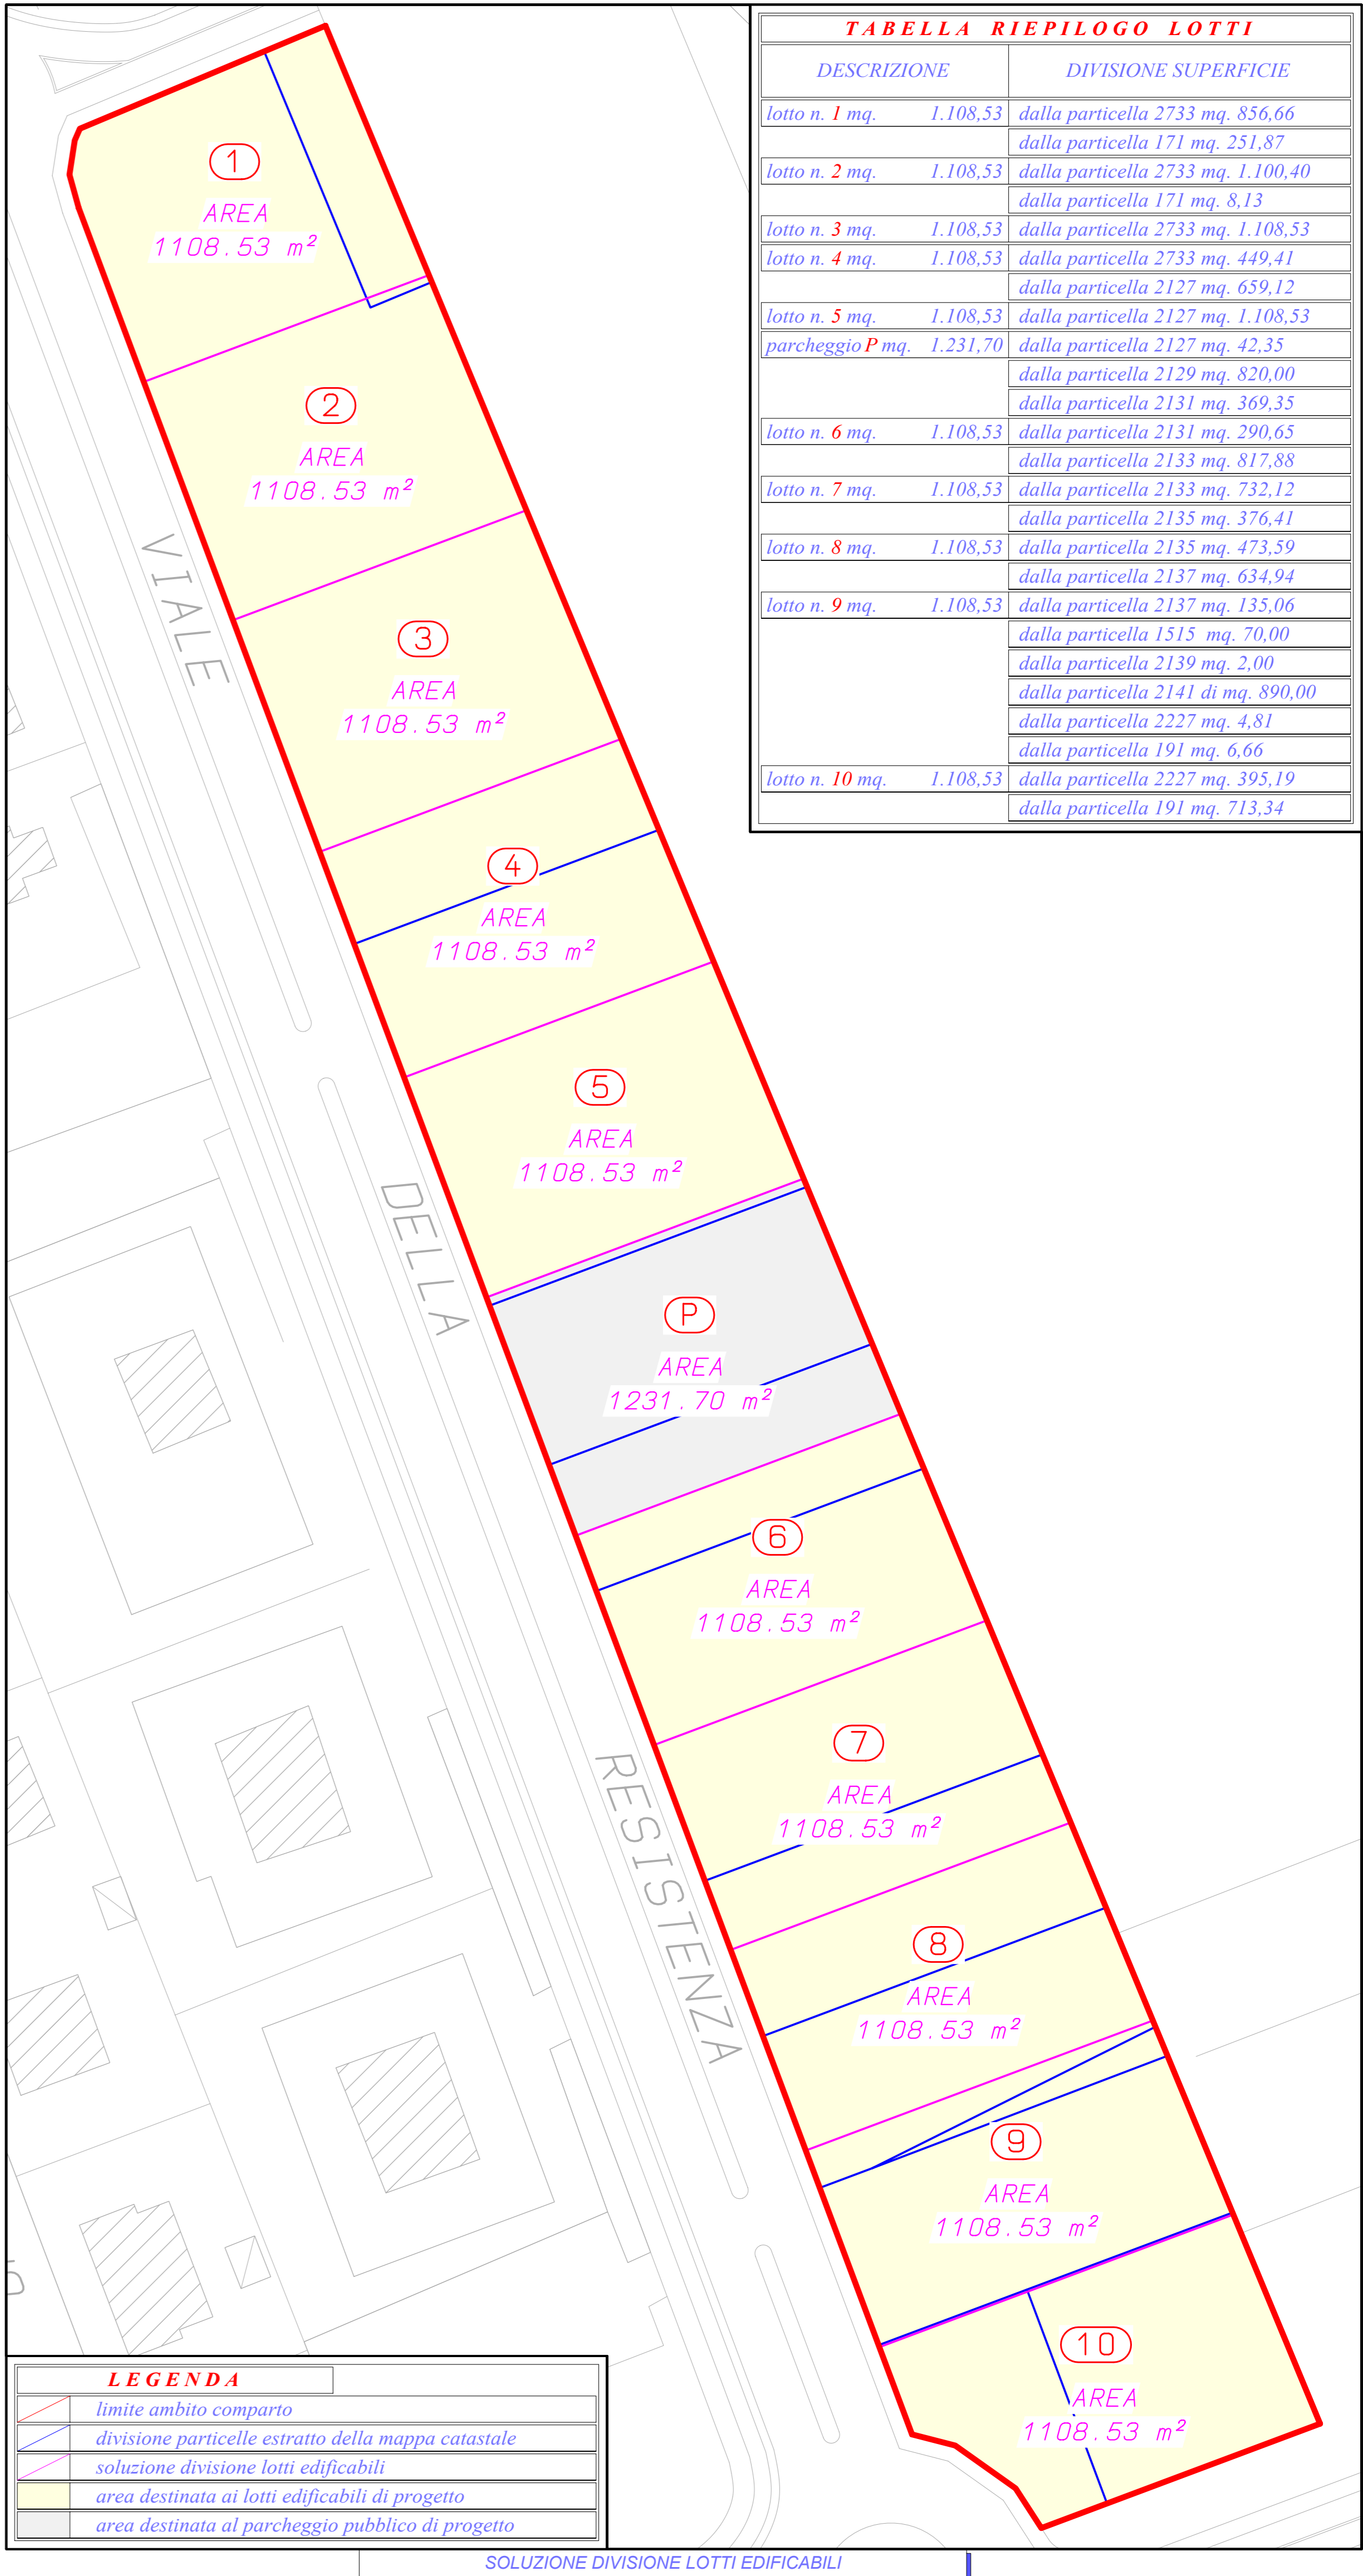 TABELLA RIEPILOGO LOTTI
DESCRIZIONE DIVISIONE SUPERFICIE
lotto n. 1 mq. 1.108,53 dalla particella 2733 mq. 856,66
dalla particella 171 mq. 251,87
lotto n. 2 mq. 1.108,53 dalla particella 2733 mq. 1.100,40
dalla particella 171 mq. 8,13
lotto n. 3 mq. 1.108,53 dalla particella 2733 mq. 1.108,53
lotto n. 4 mq. 1.108,53 dalla particella 2733 mq. 449,41
dalla particella 2127 mq. 659,12
lotto n. 5 mq. 1.108,53 dalla particella 2127 mq. 1.108,53
parcheggio P mq. 1.231,70 dalla particella 2127 mq. 42,35
dalla particella 2129 mq. 820,00
dalla particella 2131 mq. 369,35
lotto n. 6 mq. 1.108,53 dalla particella 2131 mq. 290,65
dalla particella 2133 mq. 817,88
lotto n. 7 mq. 1.108,53 dalla particella 2133 mq. 732,12
dalla particella 2135 mq. 376,41
lotto n. 8 mq. 1.108,53 dalla particella 2135 mq. 473,59
dalla particella 2137 mq. 634,94
lotto n. 9 mq. 1.108,53 dalla particella 2137 mq. 135,06
dalla particella 1515 mq. 70,00
dalla particella 2139 mq. 2,00
dalla particella 2141 di mq. 890,00
dalla particella 2227 mq. 4,81
dalla particella 191 mq. 6,66
lotto n. 10 mq. 1.108,53 dalla particella 2227 mq. 395,19
dalla particella 191 mq. 713,34
1
AREA
1108.53 m²
2
AREA
1108.53 m²
3
AREA
1108.53 m²
4
AREA
1108.53 m²
5
AREA
1108.53 m²
P
AREA
1231.70 m²
6
AREA
1108.53 m²
7
AREA
1108.53 m²
8
AREA
1108.53 m²
9
AREA
1108.53 m²
10
AREA
1108.53 m²
VIALE
DELLA
RESISTENZA
LEGENDA
limite ambito comparto
divisione particelle estratto della mappa catastale
soluzione divisione lotti edificabili
area destinata ai lotti edificabili di progetto
area destinata al parcheggio pubblico di progetto
SOLUZIONE DIVISIONE LOTTI EDIFICABILI